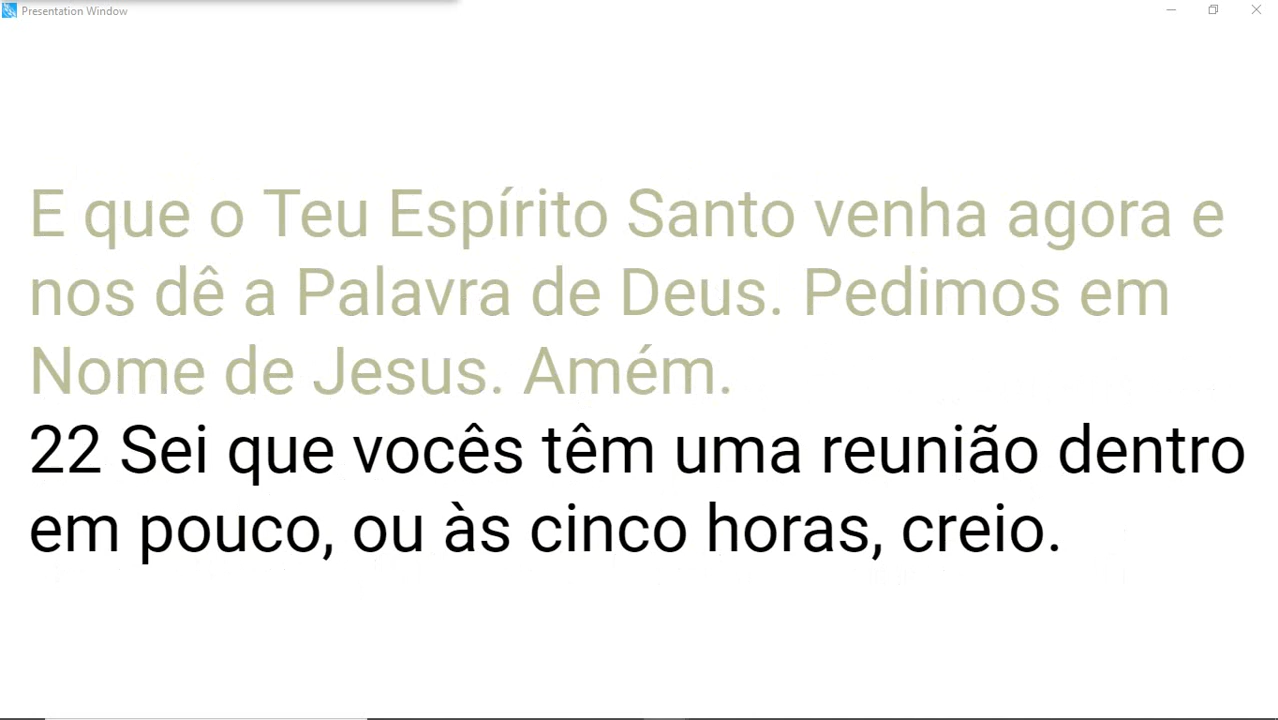 Presentation Window
E que o Teu Espírito Santo venha agora e
nos dê a Palavra de Deus. Pedimos em
Nome de Jesus. Amém.
22 Sei que vocês têm uma reunião dentro
em pouco, ou às cinco horas, creio.